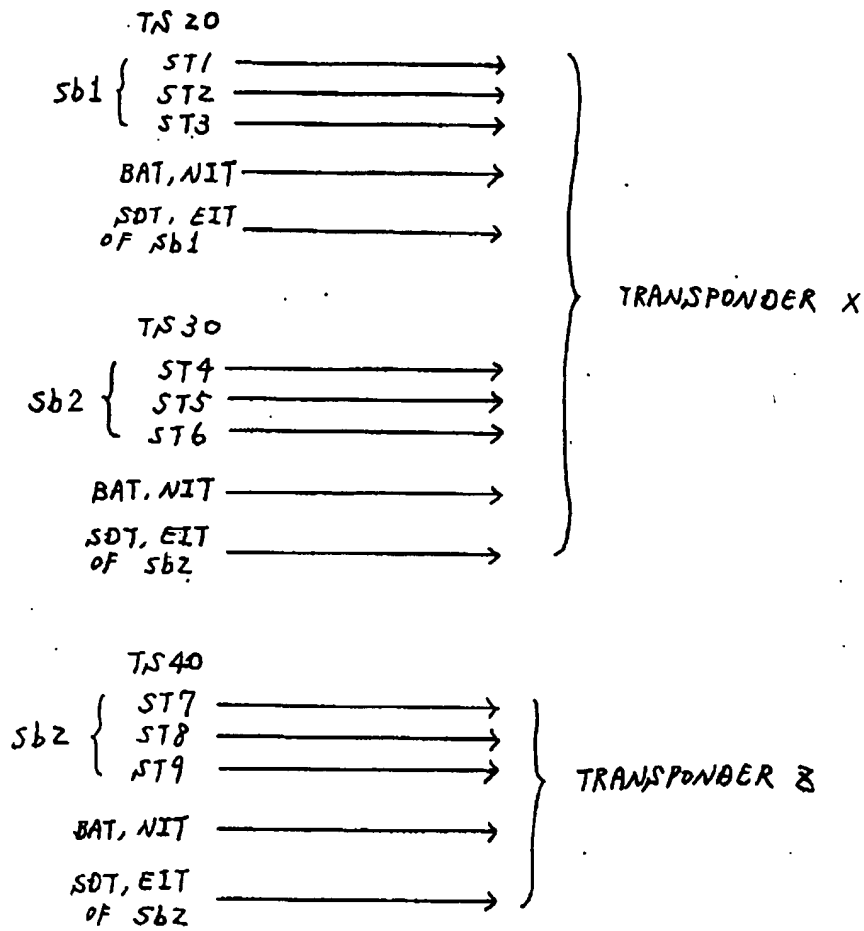 TS 20
sb1 { ST1
ST2
ST3
BAT, NIT
SDT, EIT
OF sb1
TRANSPONDER X
TS 30
sb2 { ST4
ST5
ST6
BAT, NIT
SDT, EIT
OF sb2
TS 40
sb2 { ST7
ST8
ST9
TRANSPONDER Z
BAT, NIT
SDT, EIT
OF sb2